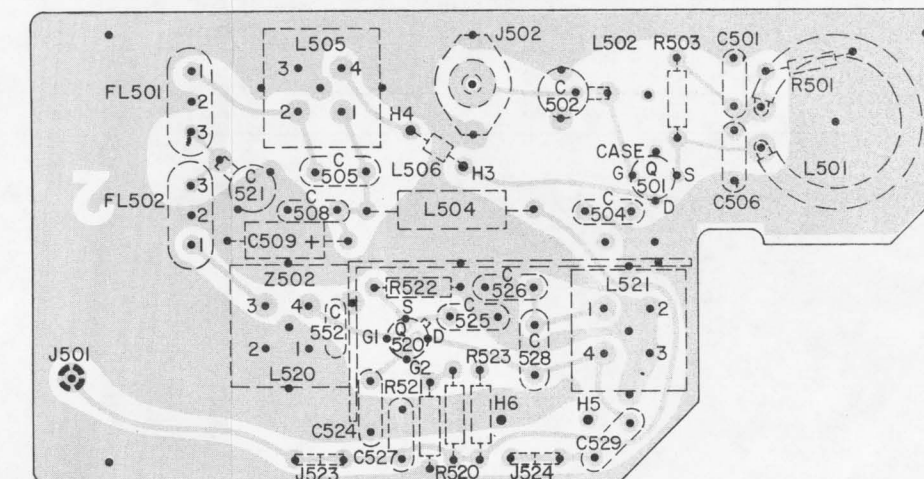 FL501
1
2
3
L505
3 4
2 1
H4
J502
L502
C
502
R503
C501
R501
L501
C506
CASE
G Q S
501
D
C
521
C
505
L506
H3
FL502
3
2
1
C
508
L504
C
504
C509 +
2
Z502
3 4
2 1
L520
C
552
R522
C
526
C
525
S
G1 Q D
520
G2
C
528
L521
1 2
4 3
J501
R521
R523
H6
H5
C524
C527
R520
J523
J524
C529